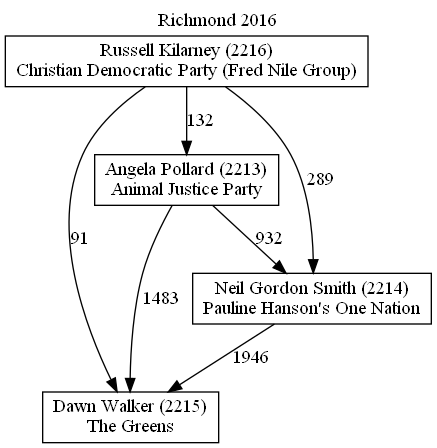 Richmond 2016
Russell Kilarney (2216)
Christian Democratic Party (Fred Nile Group)
132
Angela Pollard (2213)
Animal Justice Party
289
91
932
1483
Neil Gordon Smith (2214)
Pauline Hanson's One Nation
1946
Dawn Walker (2215)
The Greens